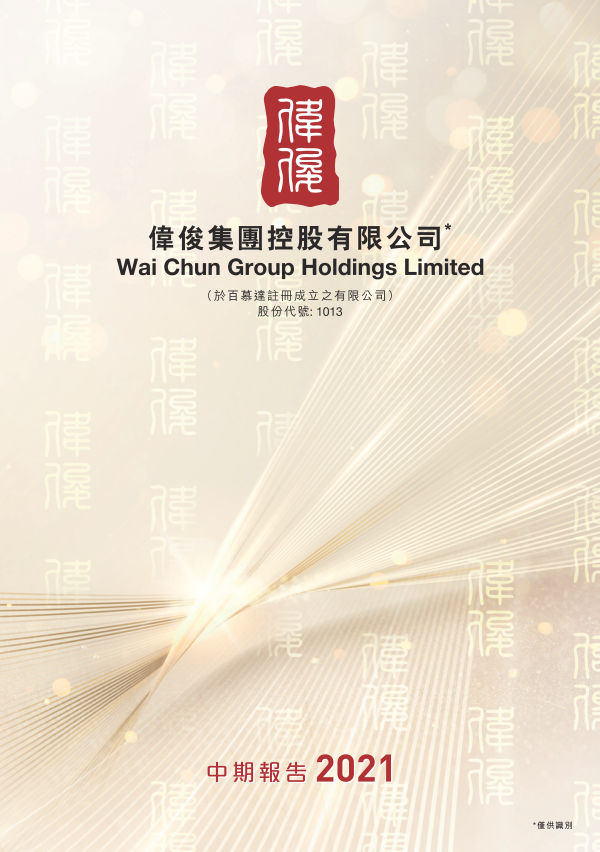 偉俊
偉俊集團控股有限公司*
Wai Chun Group Holdings Limited
（於百慕達註冊成立之有限公司）
股份代號: 1013
中期報告 2021
*僅供識別